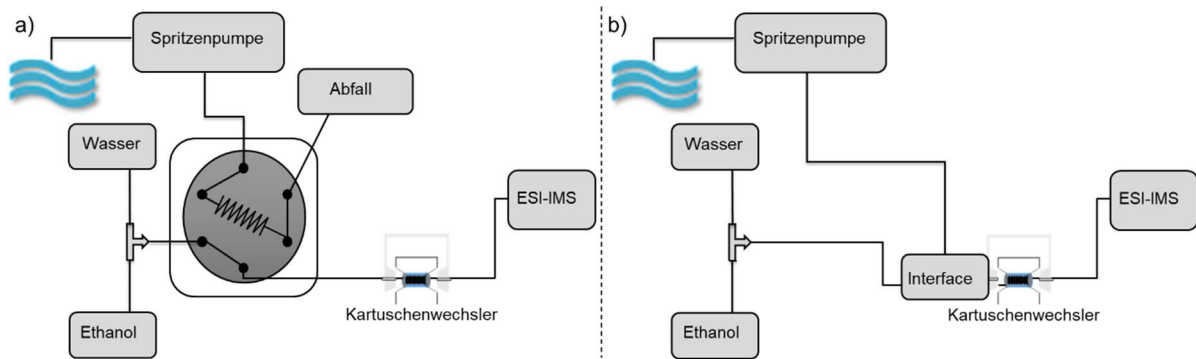 a)
Spritzenpumpe
Abfall
Wasser
ESI-IMS
Ethanol
Kartuschenwechsler
b)
Spritzenpumpe
Wasser
ESI-IMS
Interface
Ethanol
Kartuschenwechsler